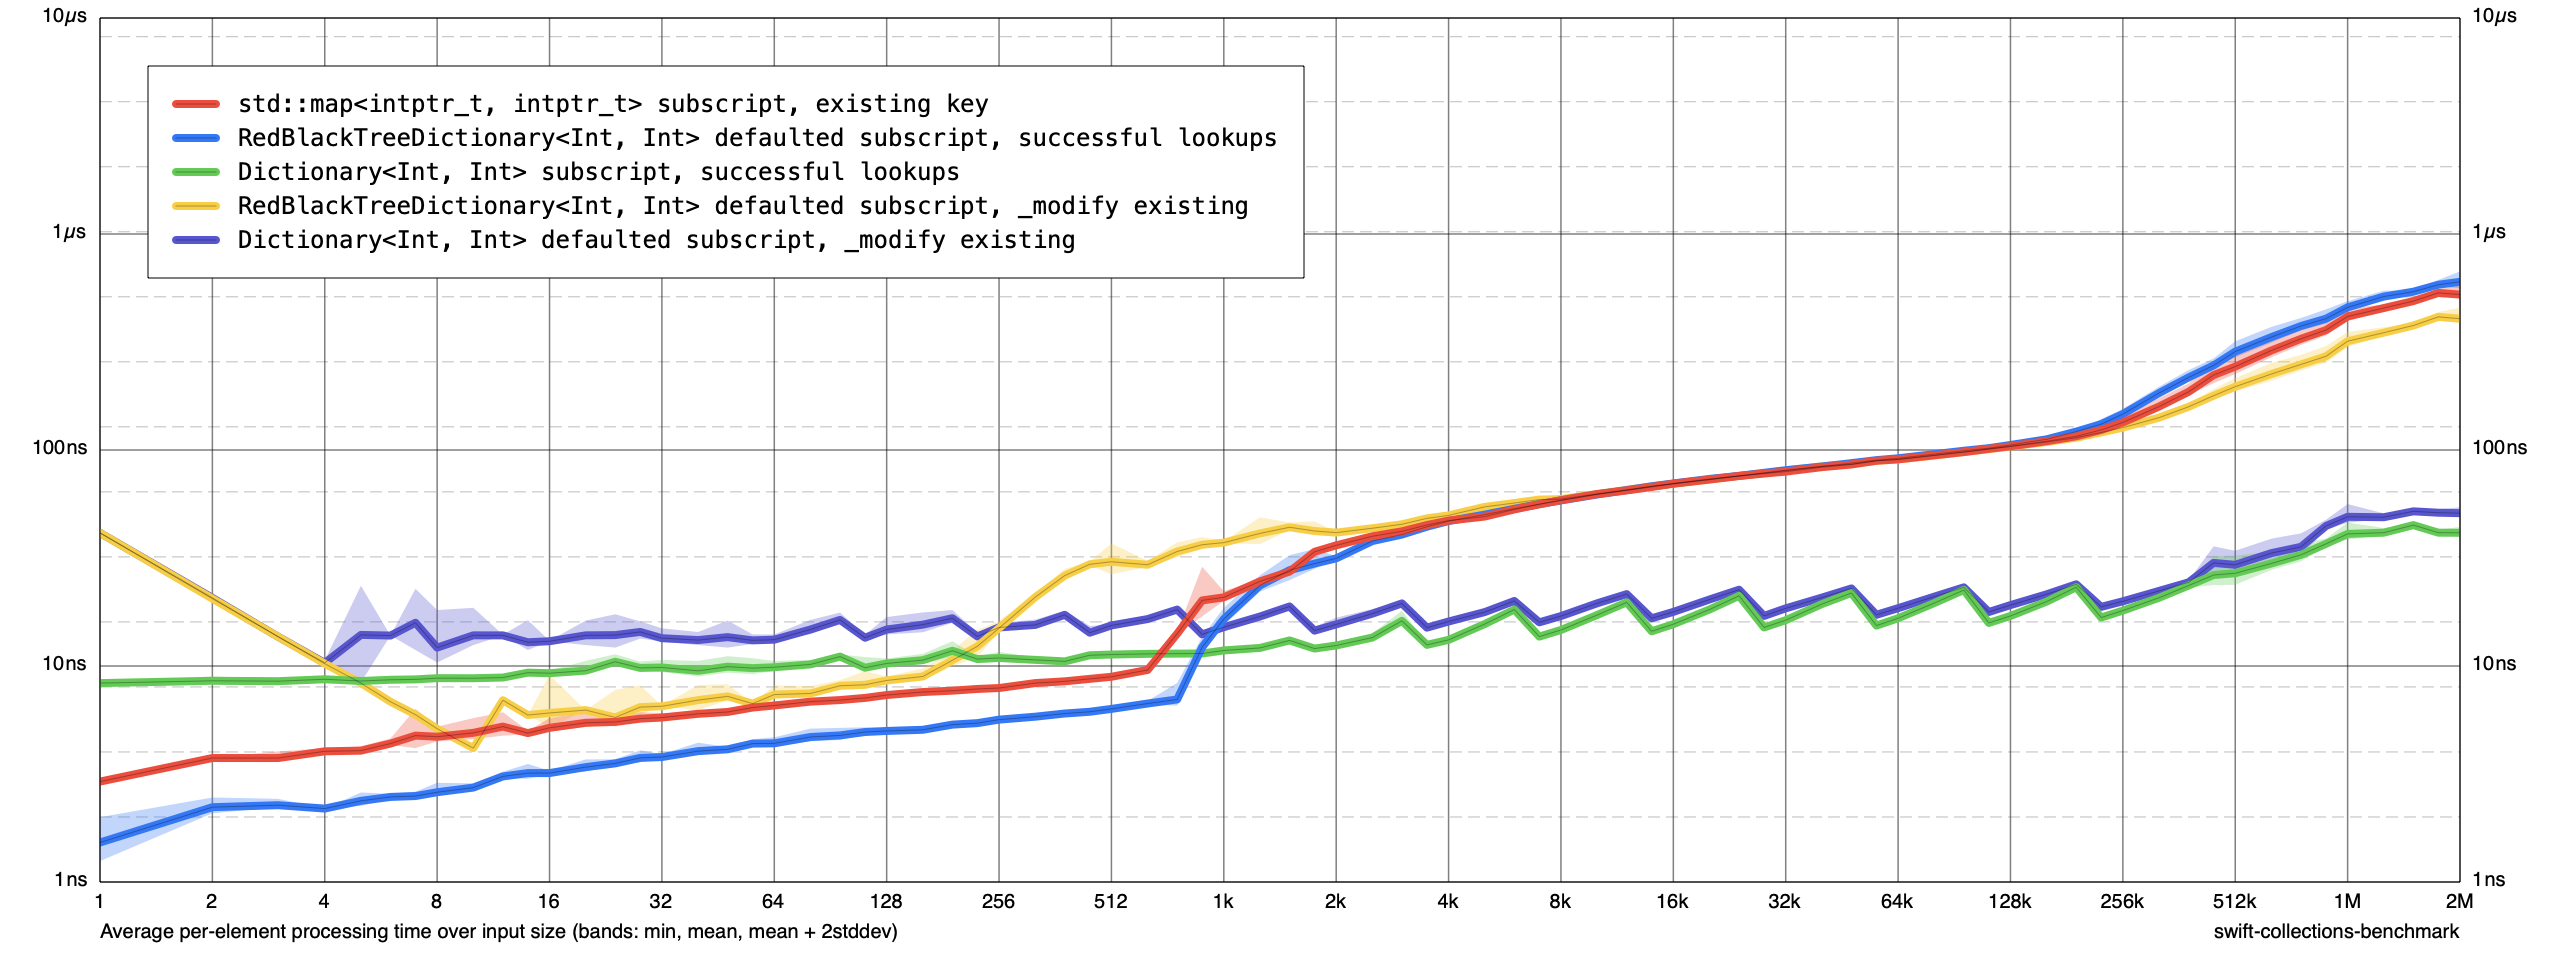 10µs 10µs
std::map<intptr_t, intptr_t> subscript, existing key
RedBlackTreeDictionary<Int, Int> defaulted subscript, successful lookups
Dictionary<Int, Int> subscript, successful lookups
RedBlackTreeDictionary<Int, Int> defaulted subscript, _modify existing
1µs 1µs
Dictionary<Int, Int> defaulted subscript, _modify existing
100ns 100ns
10ns 10ns
1ns 1ns
1 2 4 8 16 32 64 128 256 512 1k 2k 4k 8k 16k 32k 64k 128k 256k 512k 1M 2M
Average per-element processing time over input size (bands: min, mean, mean + 2stddev) swift-collections-benchmark